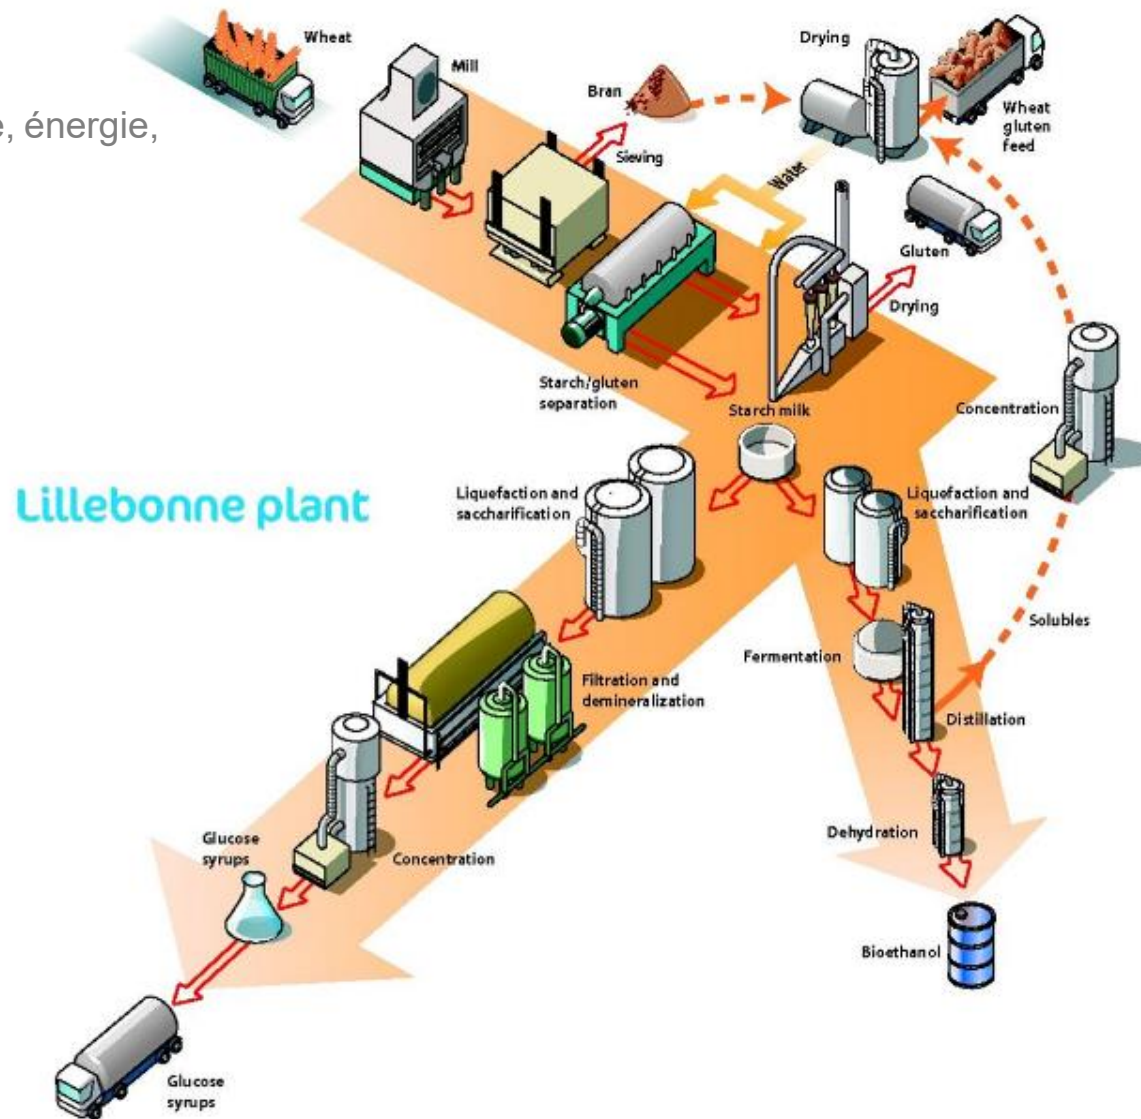 Wheat
Mill
Drying
Bran
Wheat
gluten
feed
e, énergie,
Sieving
Water
Gluten
Drying
Starch/gluten
separation
Starch milk
Concentration
Lillebonne plant
Liquefaction and
saccharification
Liquefaction and
saccharification
Solubles
Fermentation
Filtration and
demineralization
Distillation
Glucose
syrups
Concentration
Dehydration
Bioethanol
Glucose
syrups